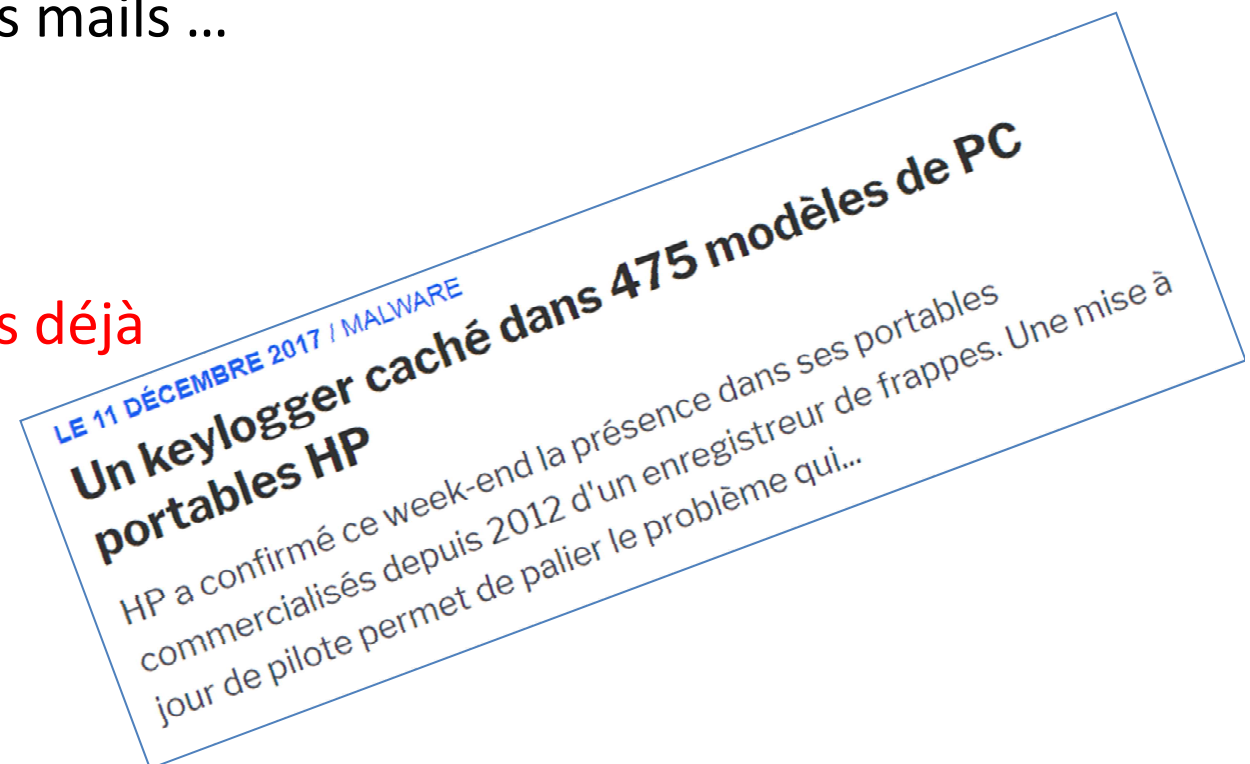 s mails ...
s déjà
LE 11 DÉCEMBRE 2017 / MALWARE
Un keylogger caché dans 475 modèles de PC
portables HP
HP a confirmé ce week-end la présence dans ses portables
commercialisés depuis 2012 d'un enregistreur de frappes. Une mise à
jour de pilote permet de palier le problème qui...